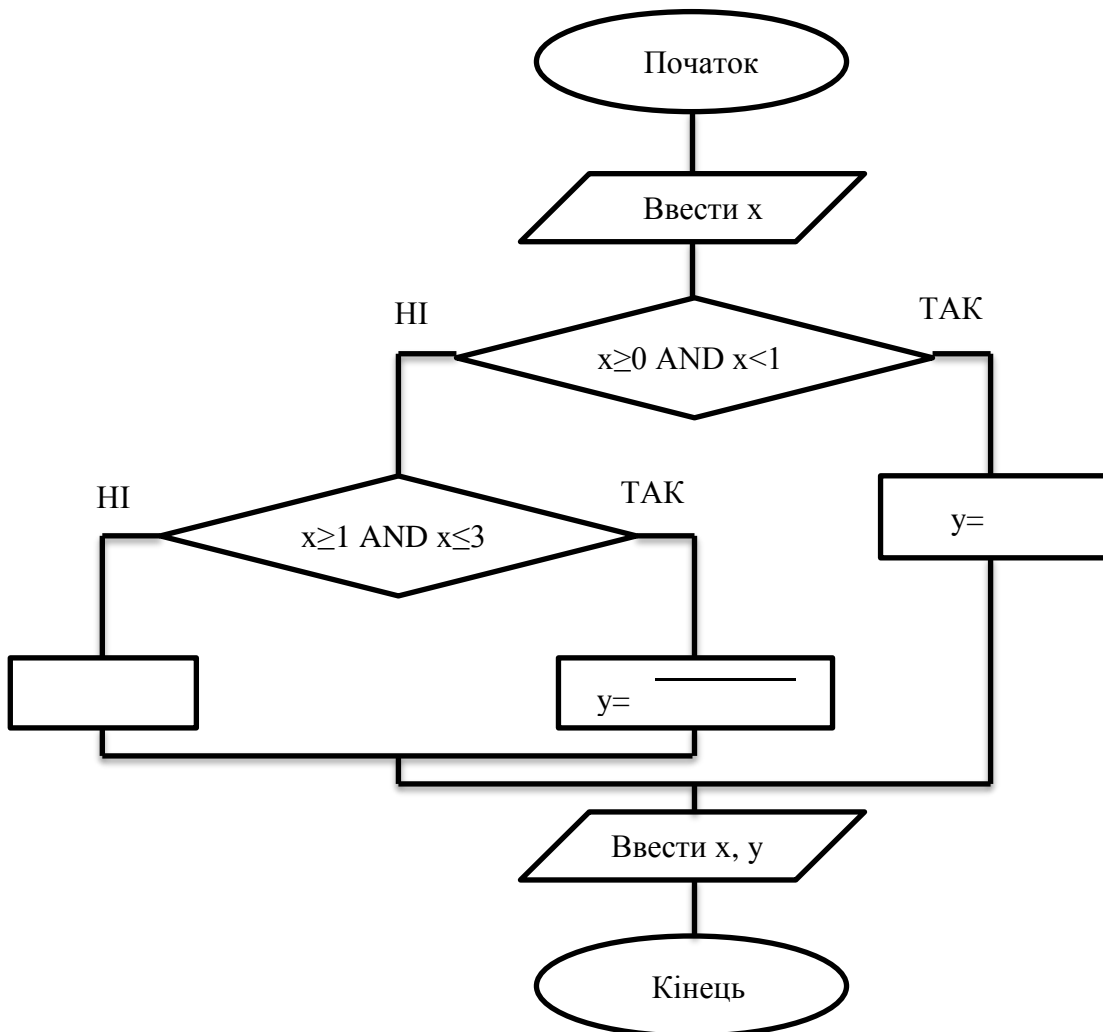 Початок
Ввести х
НІ
ТАК
x≥0 AND x<1
НІ
ТАК
y=
x≥1 AND x≤3
y=
Ввести х, у
Кінець